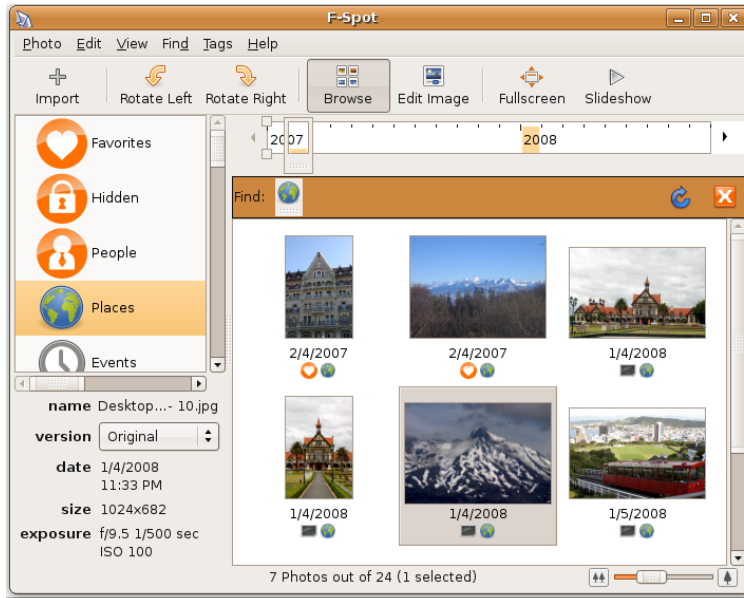 F-Spot
Photo Edit View Find Tags Help
Import Rotate Left Rotate Right Browse Edit Image Fullscreen Slideshow
Favorites
Hidden
People
Places
Events
2007 2008
Find:
2/4/2007 2/4/2007 1/4/2008
1/4/2008 1/4/2008 1/5/2008
name Desktop...- 10.jpg
version Original
date 1/4/2008
11:33 PM
size 1024x682
exposure f/9.5 1/500 sec
ISO 100
7 Photos out of 24 (1 selected)